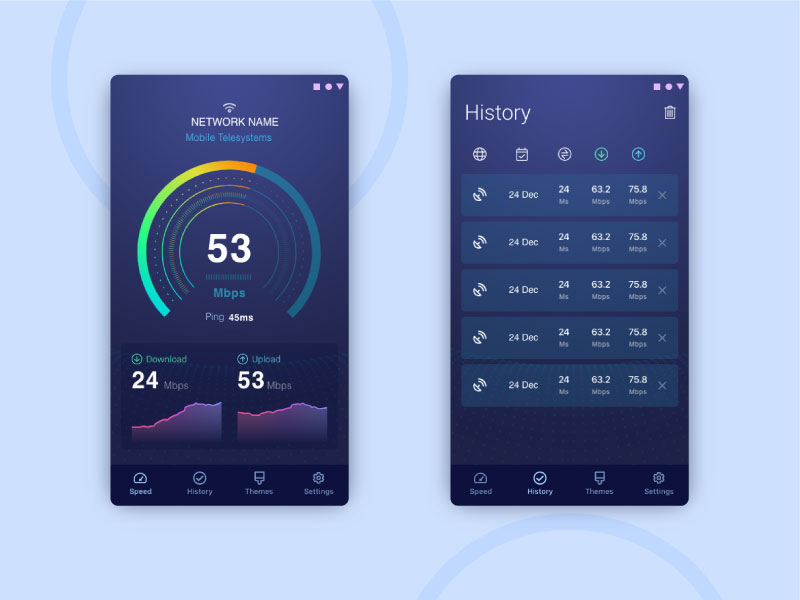 NETWORK NAME
Mobile Telesystems
53
Mbps
Ping 45ms
Download
24 Mbps
Upload
53 Mbps
Speed
History
Themes
Settings
History
24 Dec
24 Ms
63.2 Mbps
75.8 Mbps
24 Dec
24 Ms
63.2 Mbps
75.8 Mbps
24 Dec
24 Ms
63.2 Mbps
75.8 Mbps
24 Dec
24 Ms
63.2 Mbps
75.8 Mbps
24 Dec
24 Ms
63.2 Mbps
75.8 Mbps
Speed
History
Themes
Settings